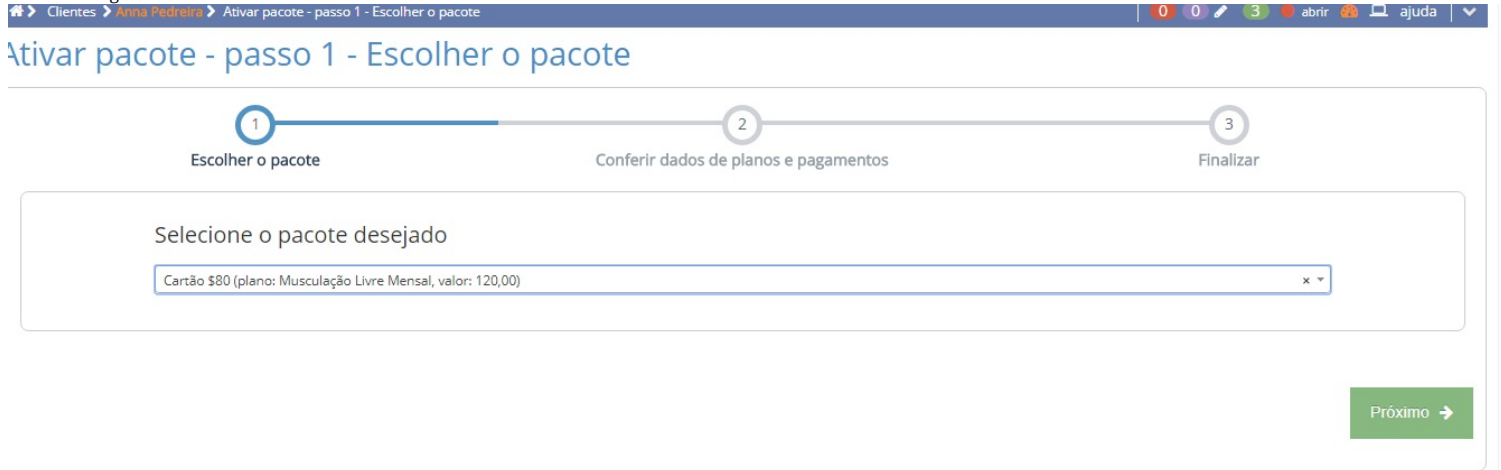 Clientes > Anna Pedreira > Ativar pacote - passo 1 - Escolher o pacote 0 0 3 abrir ajuda
Ativar pacote - passo 1 - Escolher o pacote
1 2 3
Escolher o pacote Conferir dados de planos e pagamentos Finalizar
Selecione o pacote desejado
Cartão $80 (plano: Musculação Livre Mensal, valor: 120,00) ×
Próximo →